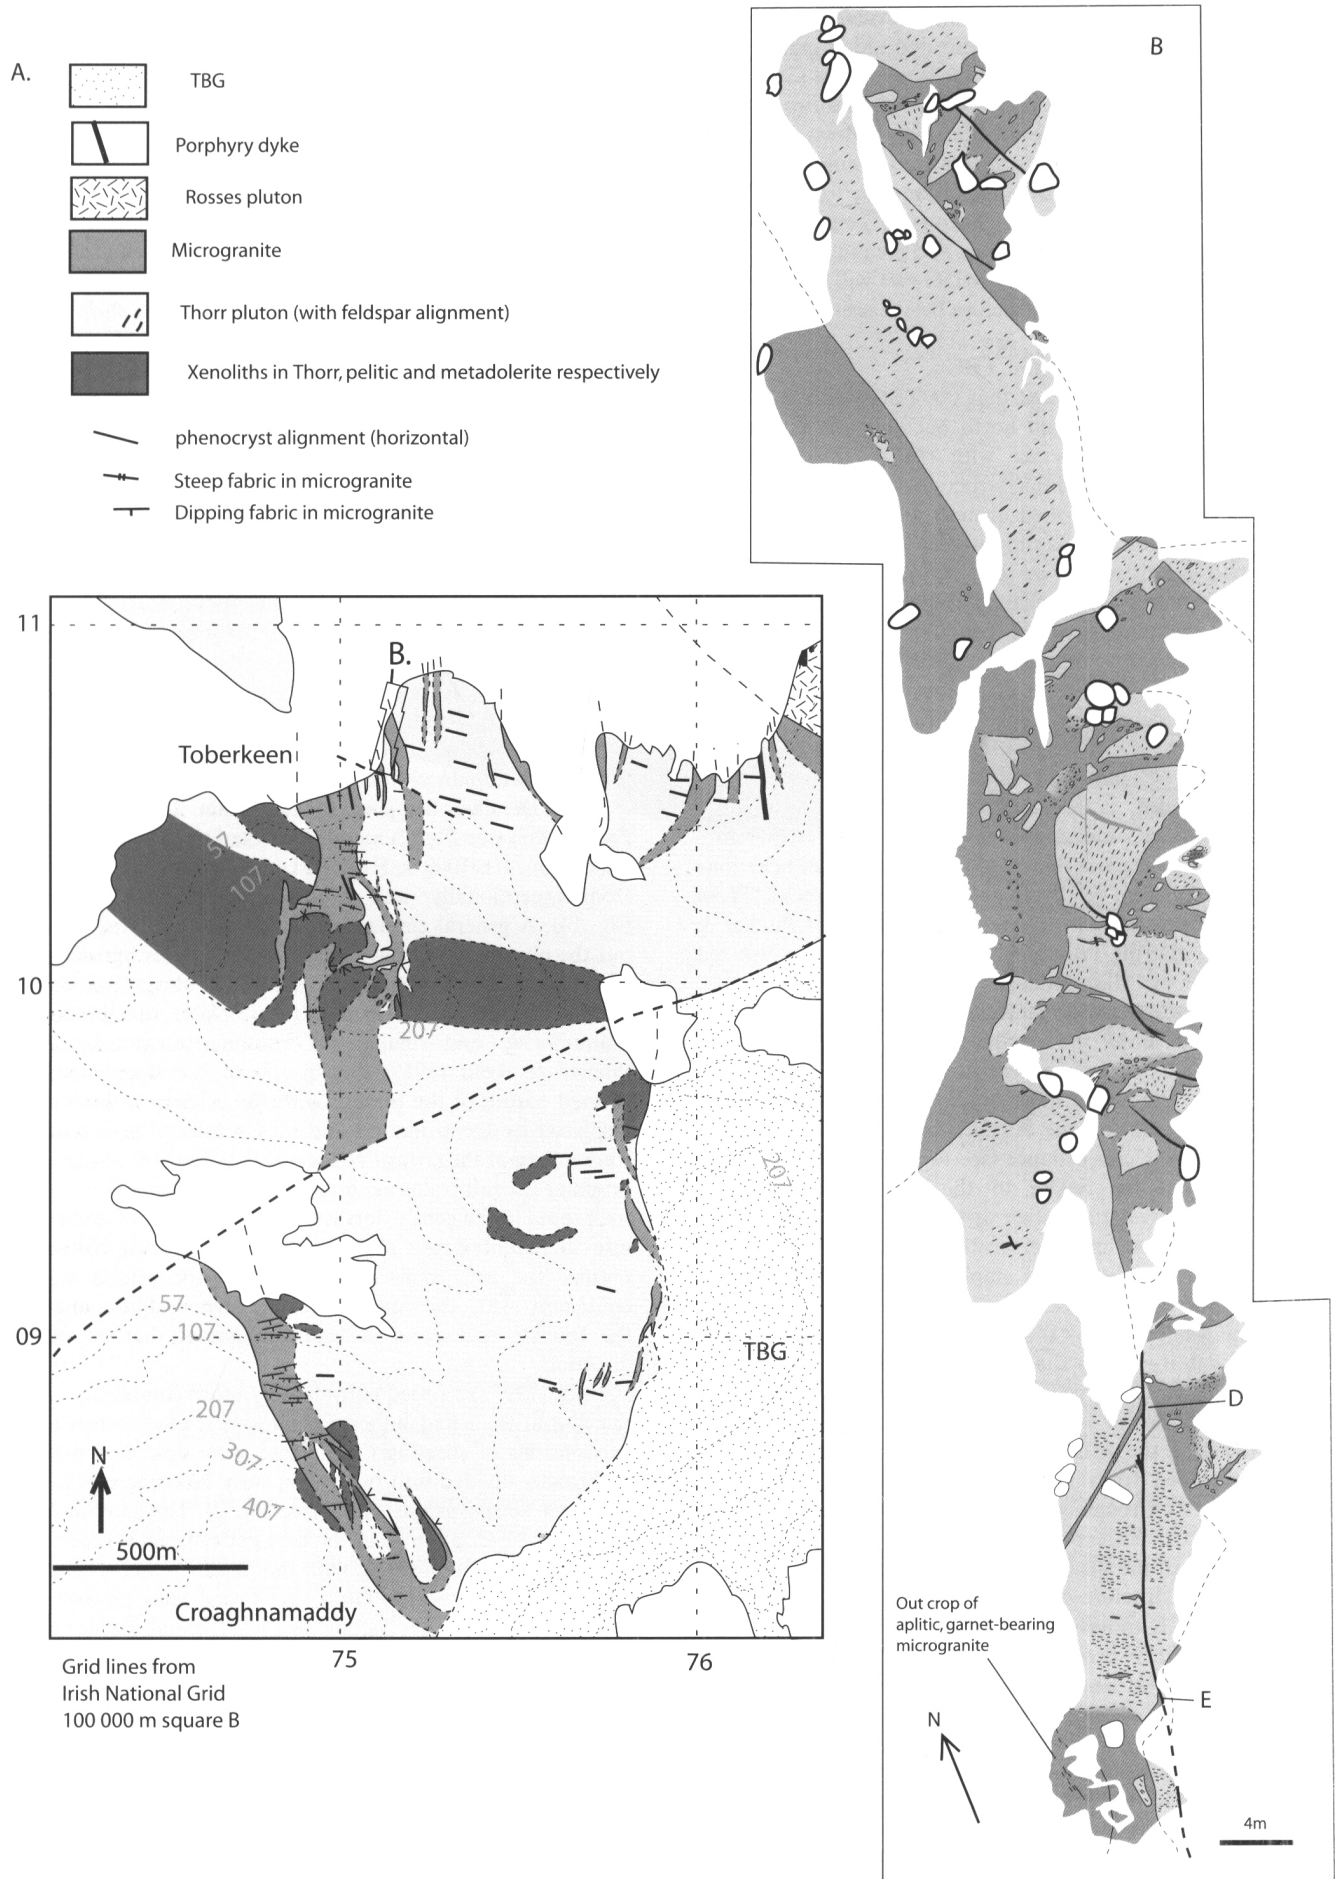 A.
TBG
Porphyry dyke
Rosses pluton
Microgranite
Thorr pluton (with feldspar alignment)
Xenoliths in Thorr, pelitic and metadolerite respectively
phenocryst alignment (horizontal)
Steep fabric in microgranite
Dipping fabric in microgranite
11
B.
Toberkeen
57
107
10
207
207
57
107
09
TBG
207
307
407
N
500m
Croaghnamaddy
75
76
Grid lines from
Irish National Grid
100 000 m square B
B
D
Out crop of
aplitic, garnet-bearing
microgranite
E
N
4m